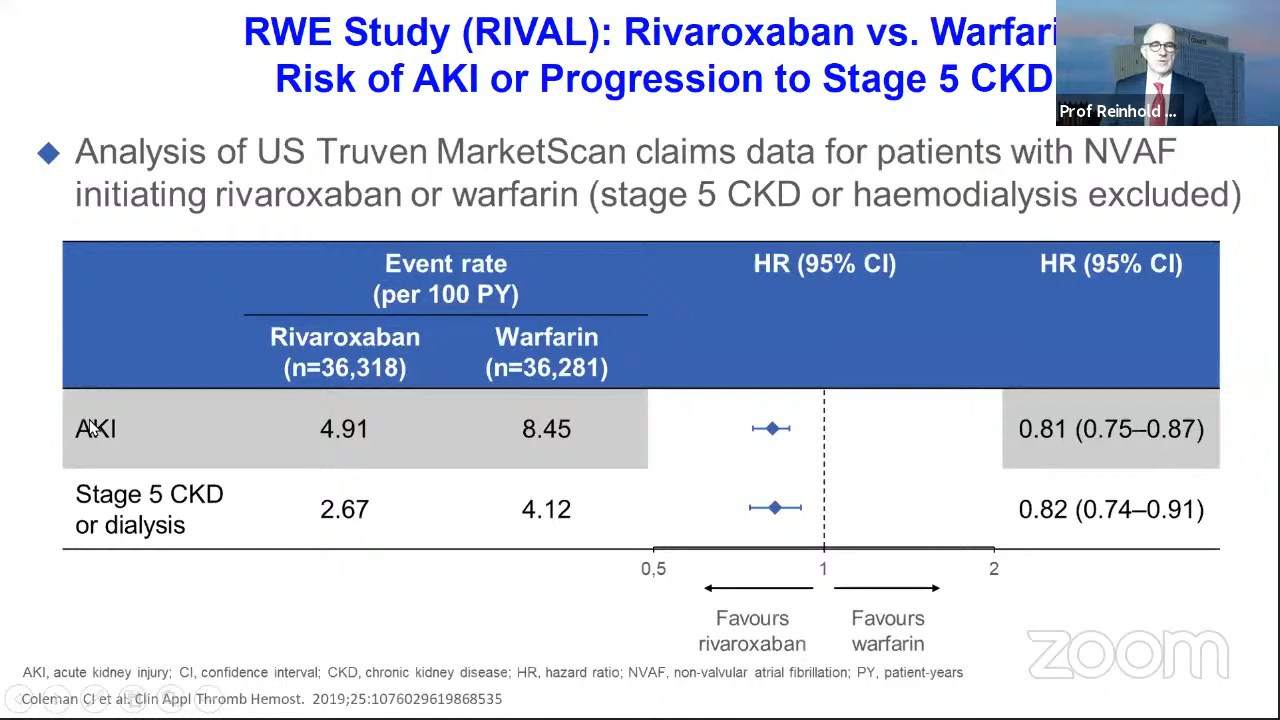 RWE Study (RIVAL): Rivaroxaban vs.
Risk of AKI or Progression to Stage 5 CKD
Prof Reinhold ...
Analysis of US Truven MarketScan claims data for patients with NVAF
initiating rivaroxaban or warfarin (stage 5 CKD or haemodialysis excluded)
Event rate
(per 100 PY)
HR (95% CI)
HR (95% CI)
Rivaroxaban
(n=36,318)
Warfarin
(n=36,281)
AKI
4.91
8.45
0.81 (0.75–0.87)
Stage 5 CKD
or dialysis
2.67
4.12
0.82 (0.74–0.91)
0,5
1
2
Favours
rivaroxaban
Favours
warfarin
zoom
AKI, acute kidney injury; CI, confidence interval; CKD, chronic kidney disease; HR, hazard ratio; NVAF, non-valvular atrial fibrillation; PY, patient-years
Coleman CI et al. Clin Appl Thromb Hemost. 2019;25:1076029619868535